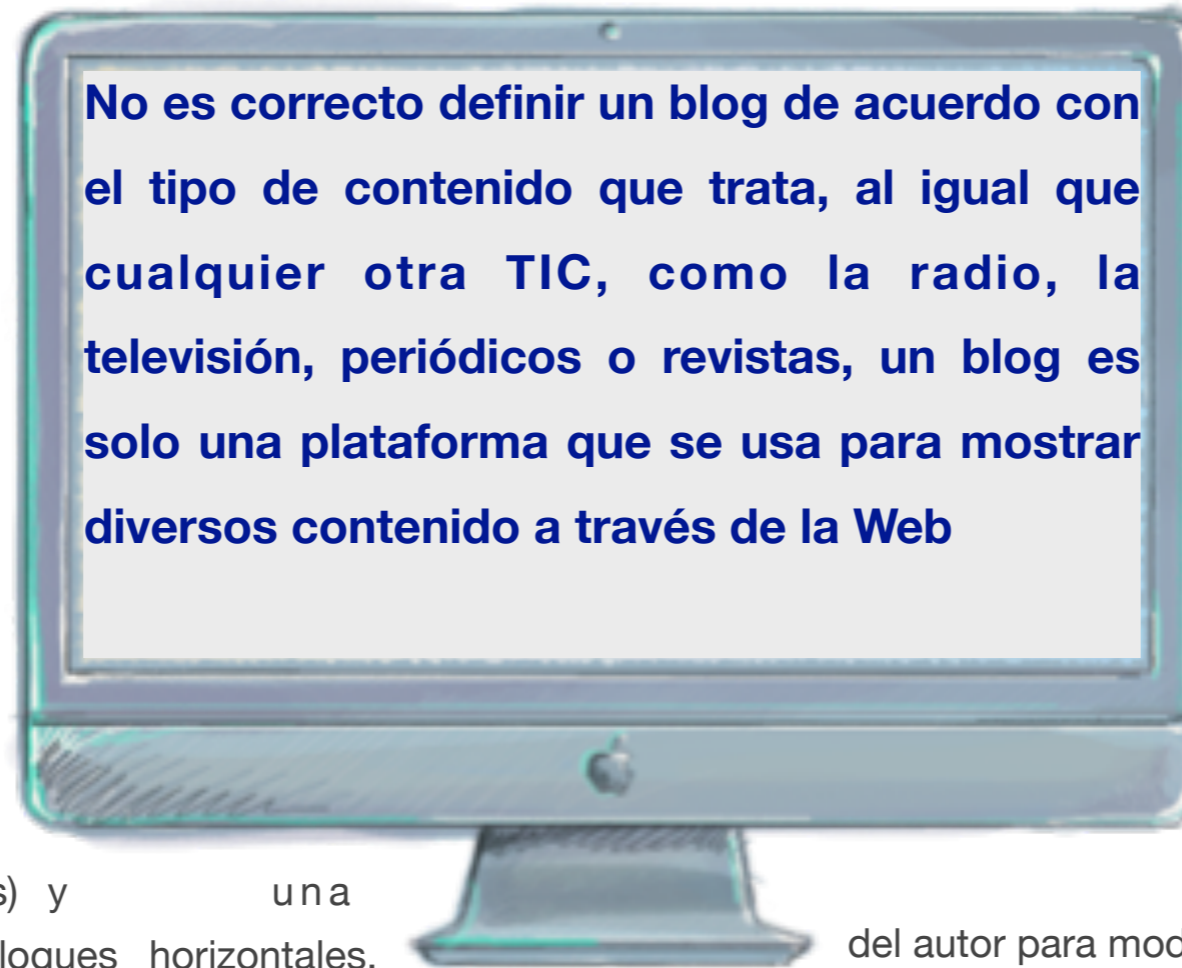 No es correcto definir un blog de acuerdo con
el tipo de contenido que trata, al igual que
cualquier otra TIC, como la radio, la
televisión, periódicos o revistas, un blog es
solo una plataforma que se usa para mostrar
diversos contenido a través de la Web
y una
horizontales.
del autor para